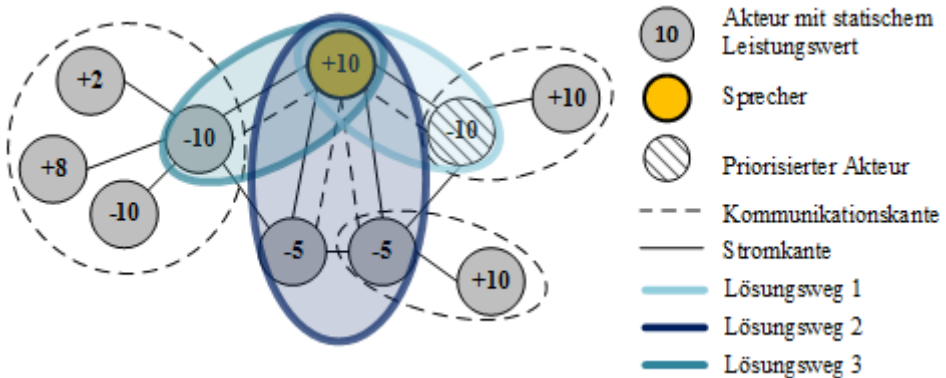 +2
+8
-10
-10
+10
-10
+10
-5
-5
+10
10
Akteur mit statischem
Leistungswert
Sprecher
Priorisierter Akteur
Kommunikationskante
Stromkante
Lösungsweg 1
Lösungsweg 2
Lösungsweg 3